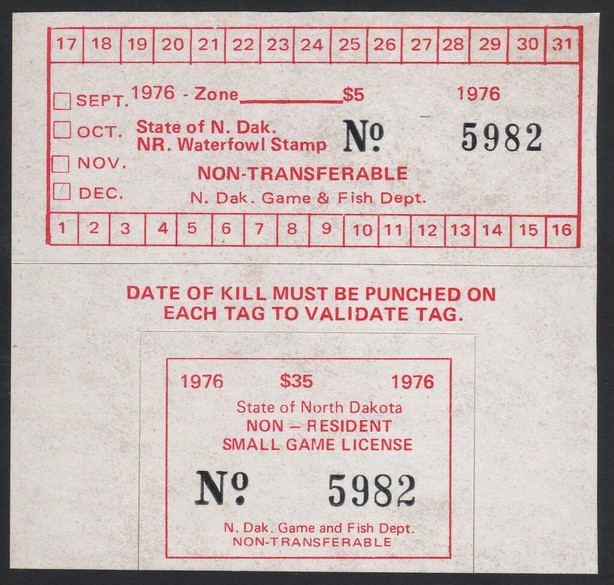 17 18 19 20 21 22 23 24 25 26 27 28 29 30 31
SEPT. 1976 - Zone $5 1976
OCT. State of N. Dak. Nº 5982
NR. Waterfowl Stamp
NOV. NON-TRANSFERABLE
DEC. N. Dak. Game & Fish Dept.
1 2 3 4 5 6 7 8 9 10 11 12 13 14 15 16
DATE OF KILL MUST BE PUNCHED ON
EACH TAG TO VALIDATE TAG.
1976 $35 1976
State of North Dakota
NON – RESIDENT
SMALL GAME LICENSE
Nº 5982
N. Dak. Game and Fish Dept.
NON-TRANSFERABLE